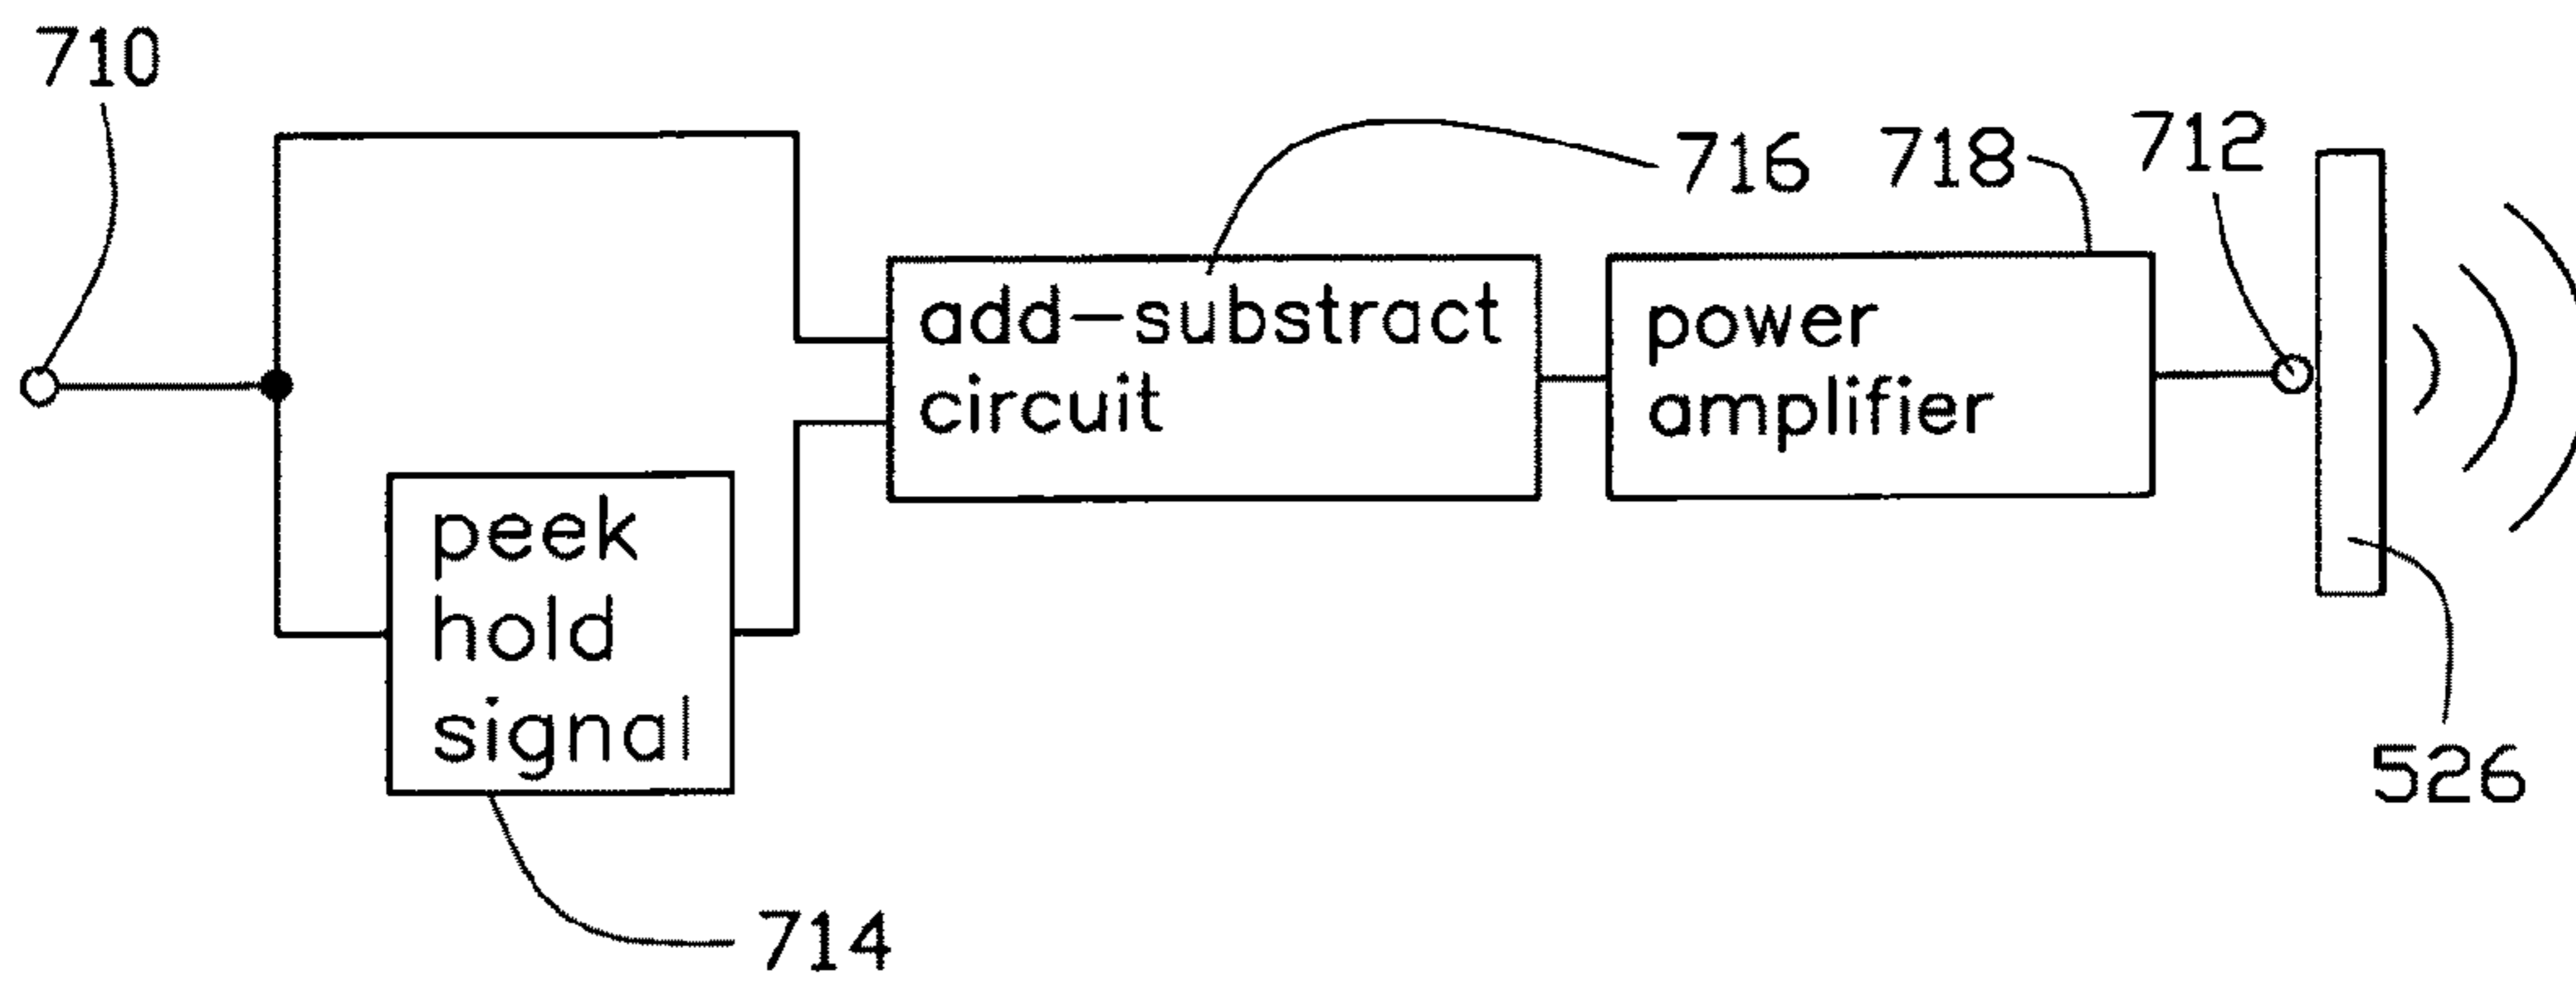 710
716
718
712
add-substract
circuit
power
amplifier
peek
hold
signal
526
714